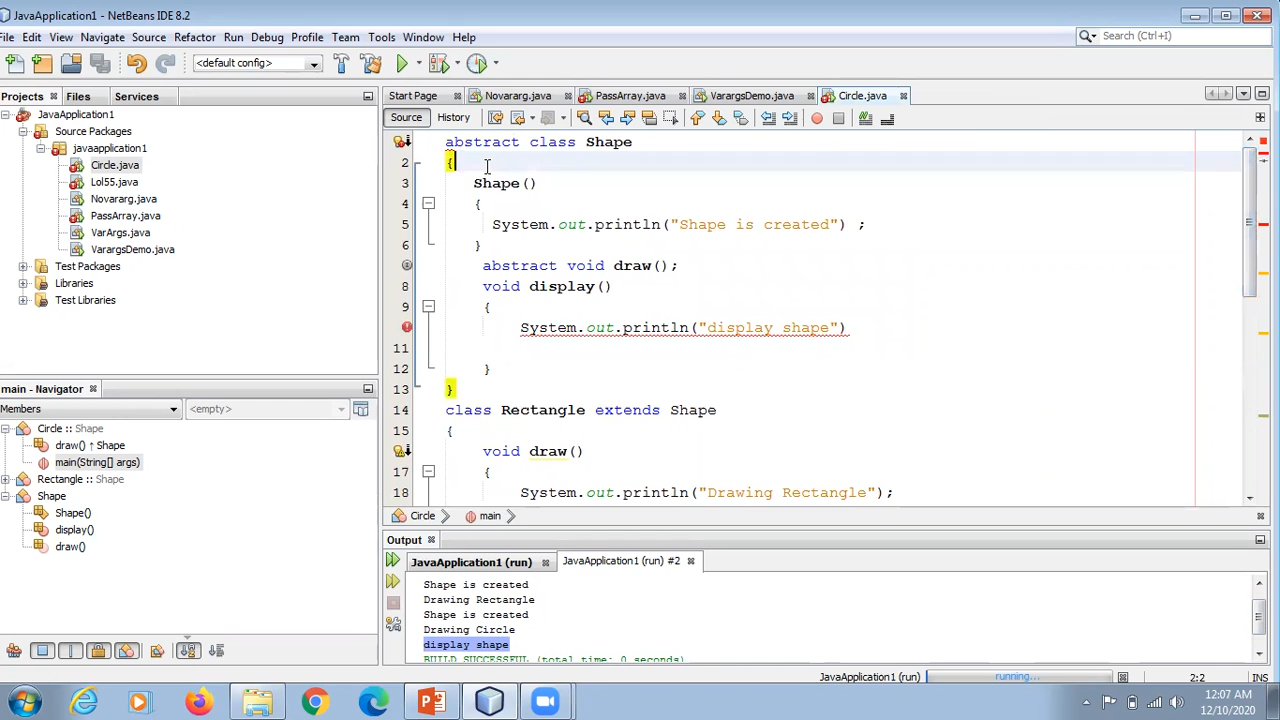 JavaApplication1 - NetBeans IDE 8.2
File Edit View Navigate Source Refactor Run Debug Profile Team Tools Window Help
Search (Ctrl+I)
<default config>
Projects Files Services
JavaApplication1
Source Packages
javaapplication1
Circle.java
Lol55.java
Novararg.java
PassArray.java
VarArgs.java
VarargsDemo.java
Test Packages
Libraries
Test Libraries
main - Navigator
Members
<empty>
Circle :: Shape
draw() ↑ Shape
main(String[] args)
Rectangle :: Shape
Shape
Shape()
display()
draw()
Start Page Novararg.java PassArray.java VarargsDemo.java Circle.java
Source History
abstract class Shape
2 {
3 Shape()
4 {
5 System.out.println("Shape is created") ;
6 }
abstract void draw();
8 void display()
9 {
System.out.println("display shape")
11
12 }
13 }
14 class Rectangle extends Shape
15 {
void draw()
17 {
18 System.out.println("Drawing Rectangle");
Circle main
Output
JavaApplication1 (run) JavaApplication1 (run) #2
Shape is created
Drawing Rectangle
Shape is created
Drawing Circle
display shape
BUILD SUCCESSFUL (total time: 0 seconds)
JavaApplication1 (run) running... 2:2 INS
12:07 AM
12/10/2020